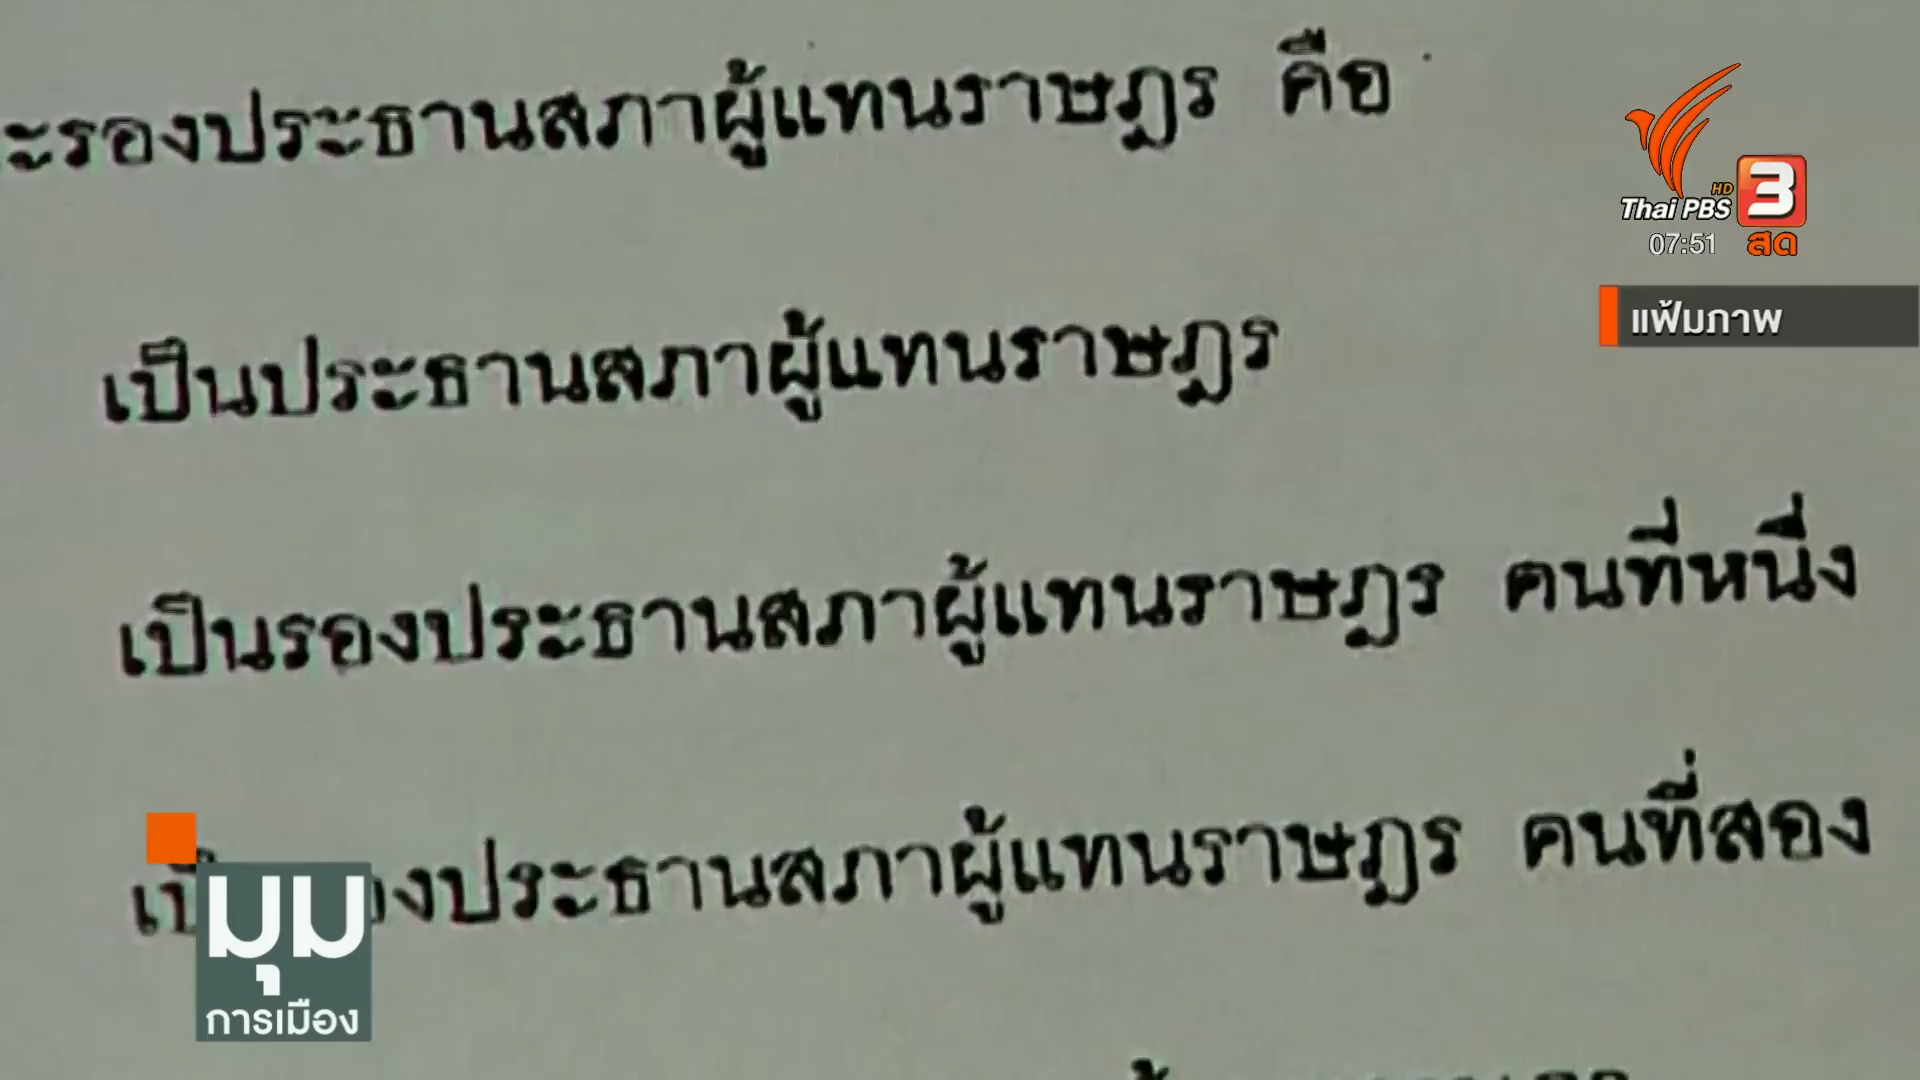 ะรองประธานสภาผู้แทนราษฎร คือ
Thai PBS HD 3
07:51 สด
แฟ้มภาพ
เป็นประธานสภาผู้แทนราษฎร
เป็นรองประธานสภาผู้แทนราษฎร คนที่หนึ่ง
ประธานสภาผู้แทนราษฎร คนที่สอง
มุม
การเมือง